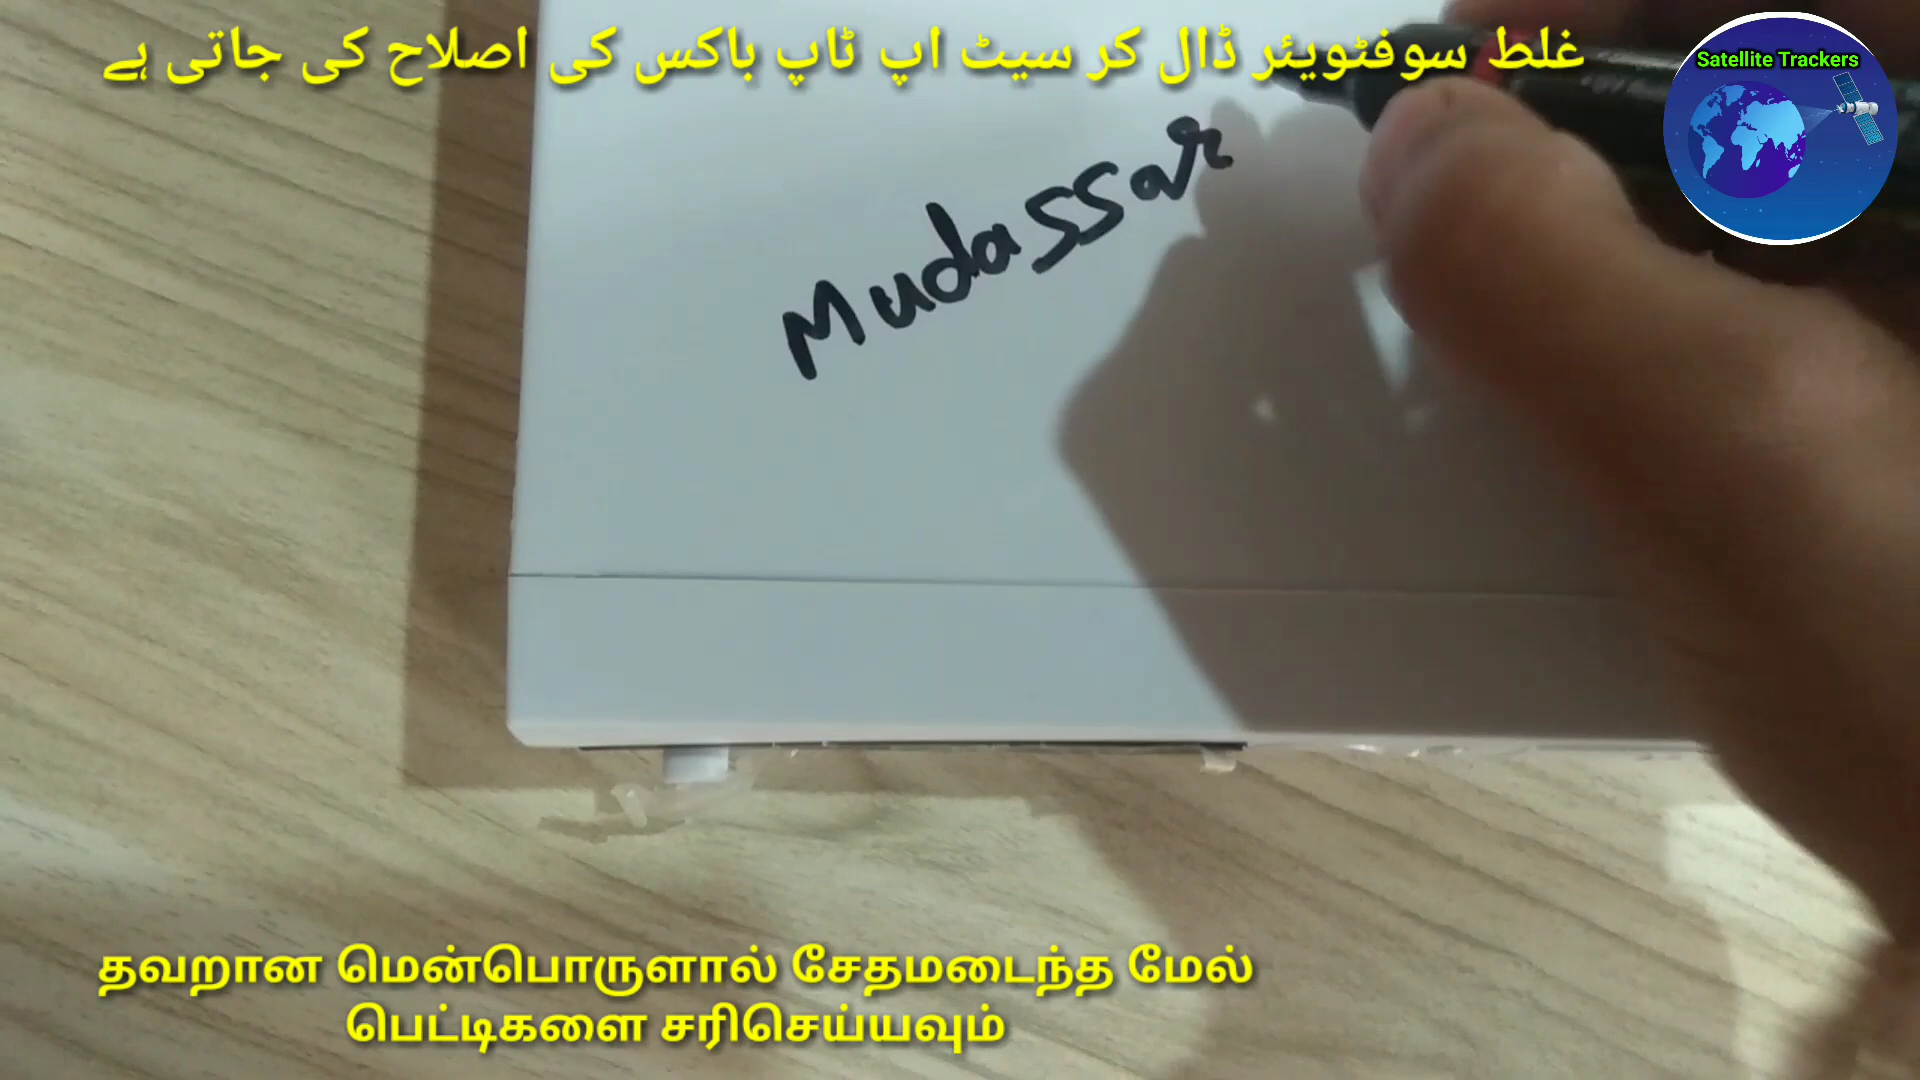 غلط سوفٹویئر ڈال کر سیٹ اپ ٹاپ باکس کی اصلاح کی جاتی ہے
Satellite Trackers
Mudassar
தவறான மென்பொருளால் சேதமடைந்த மேல்
பெட்டிகளை சரிசெய்யவும்